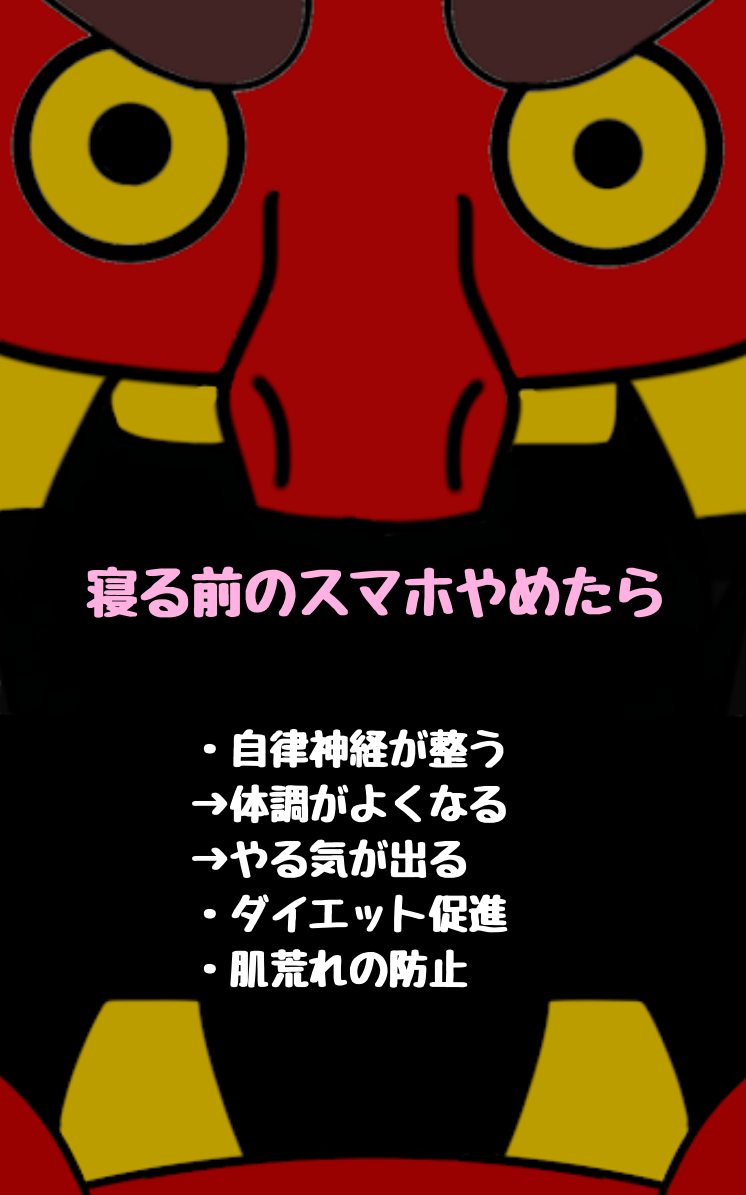 寝る前のスマホやめたら
・自律神経が整う
→体調がよくなる
→やる気が出る
・ダイエット促進
・肌荒れの防止